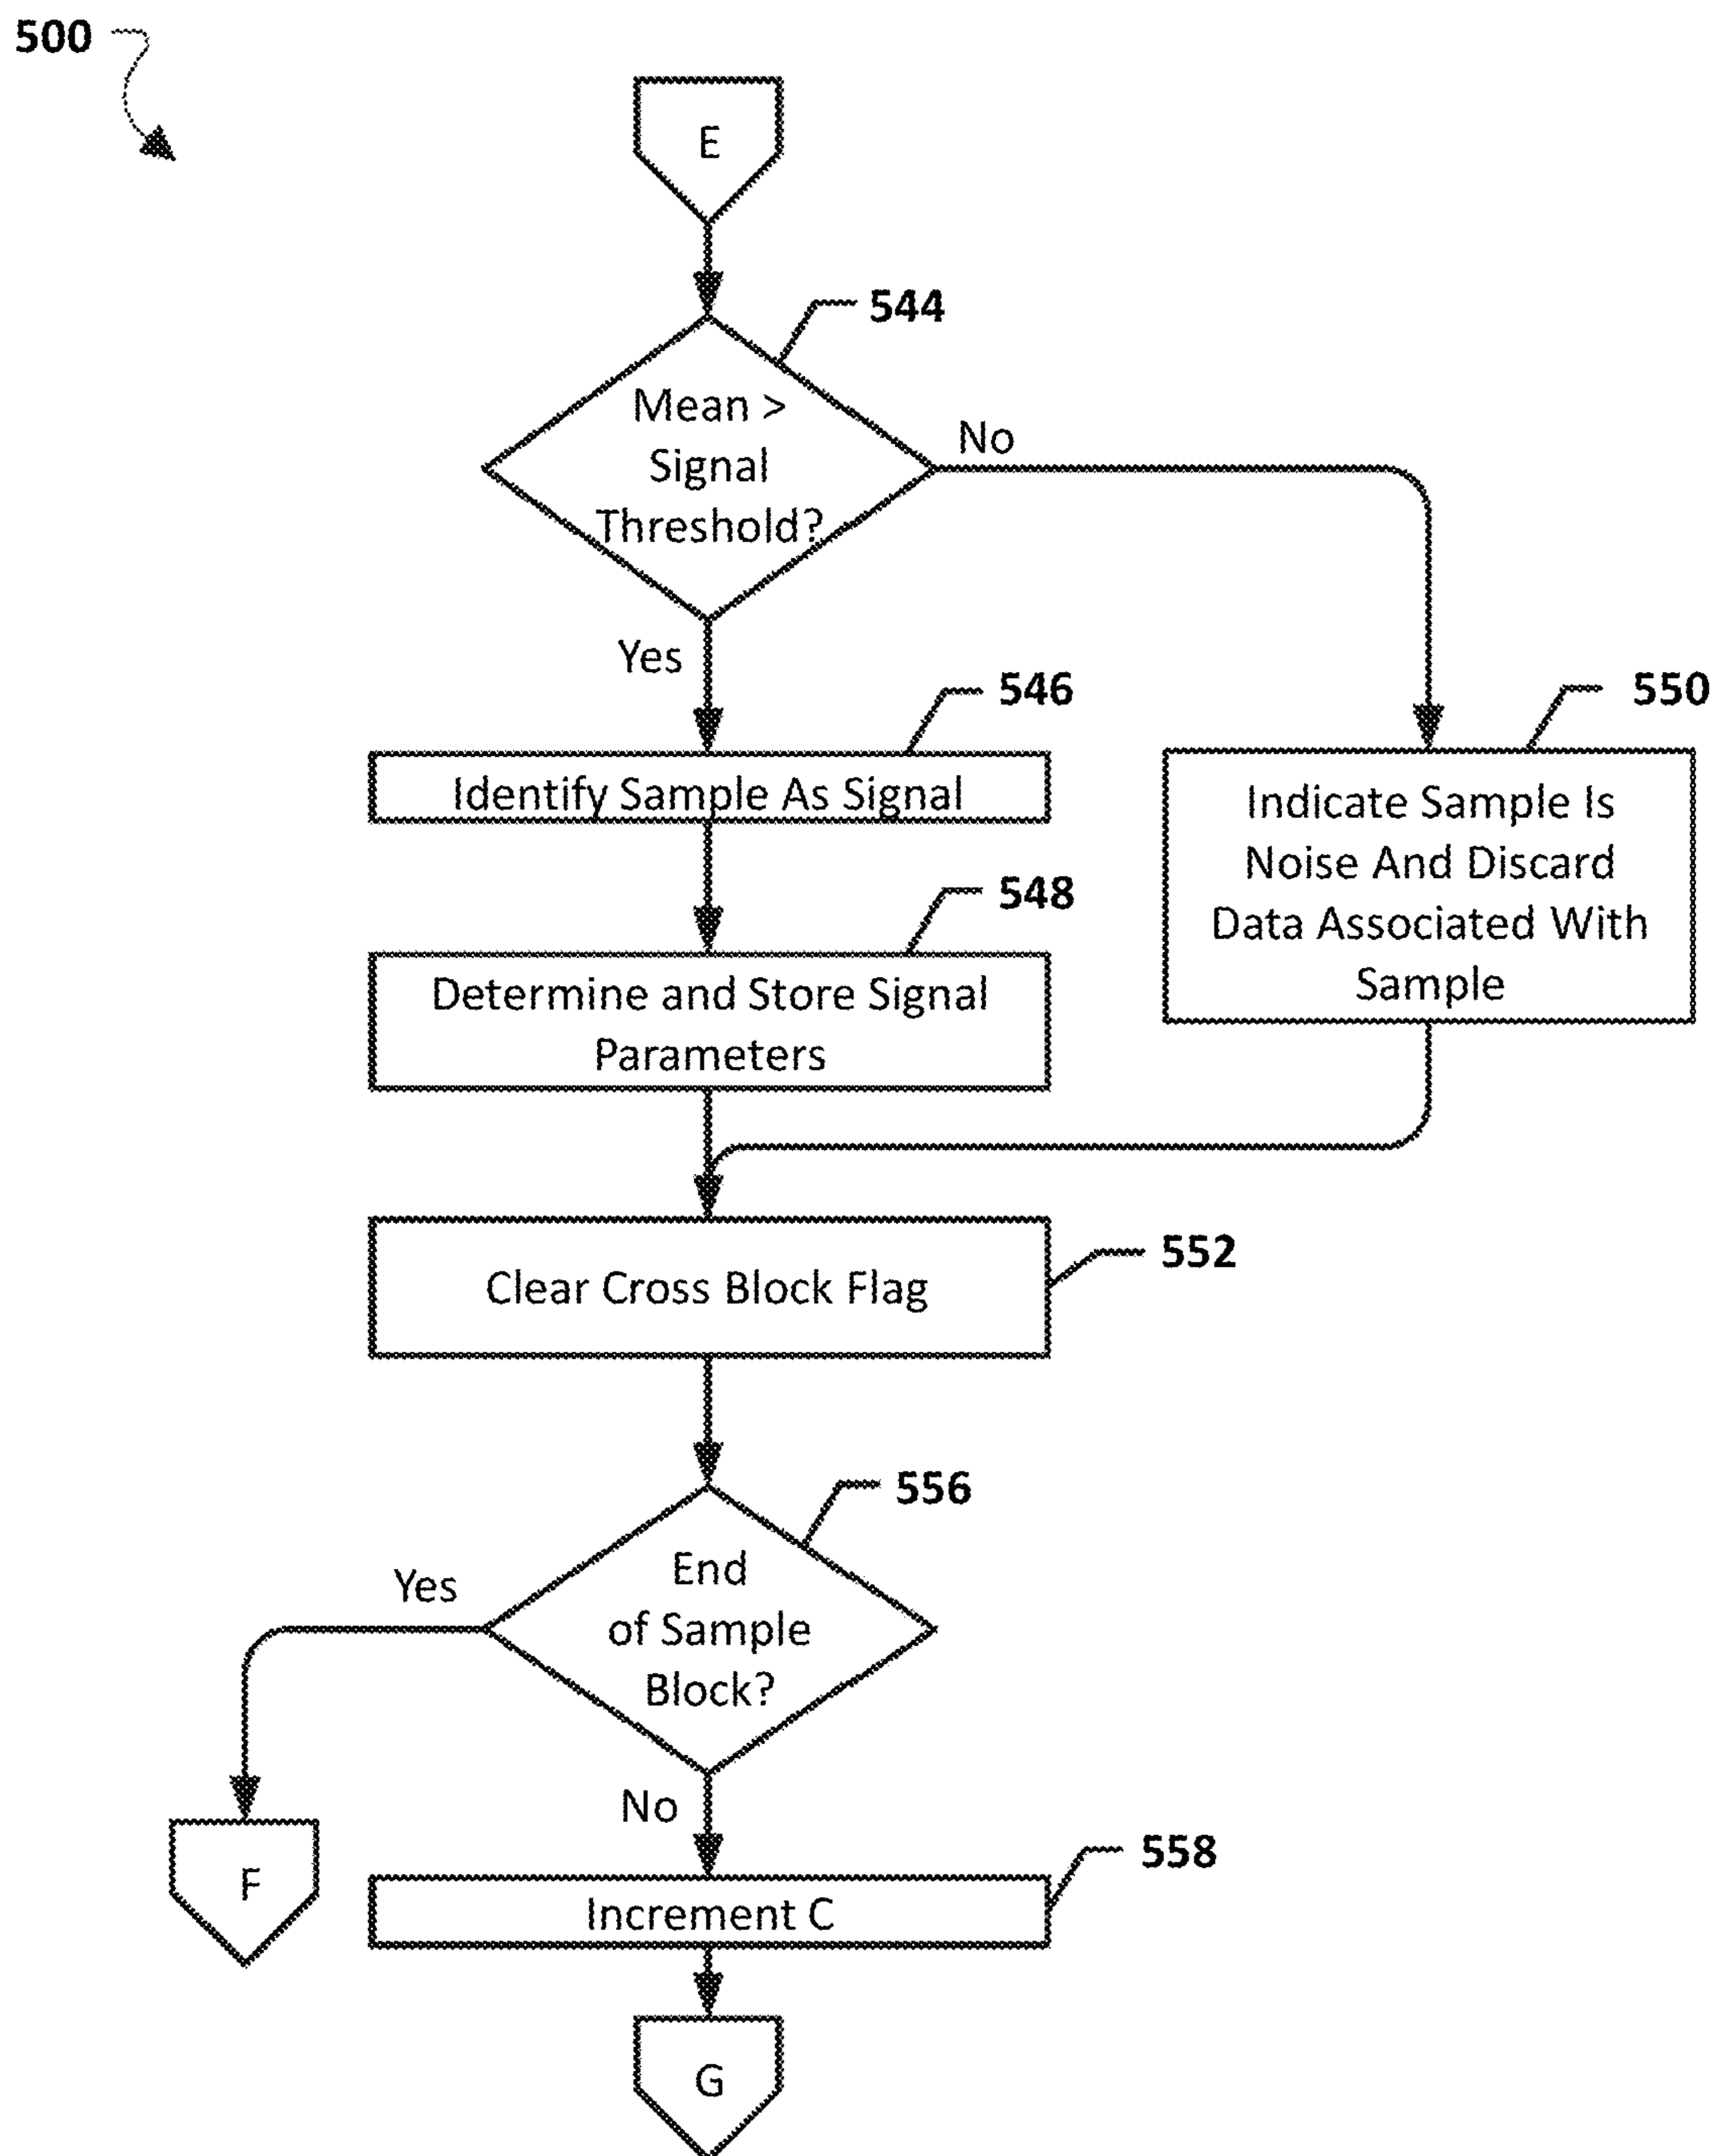 500
E
544
Mean >
Signal
Threshold?
No
Yes
546
Identify Sample As Signal
550
Indicate Sample Is
Noise And Discard
Data Associated With
Sample
548
Determine and Store Signal
Parameters
552
Clear Cross Block Flag
556
End
of Sample
Block?
Yes
No
F
558
Increment C
G